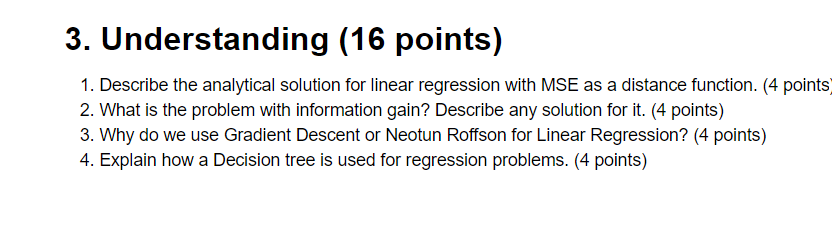 3. Understanding (16 points)
1. Describe the analytical solution for linear regression with MSE as a distance function. (4 points)
2. What is the problem with information gain? Describe any solution for it. (4 points)
3. Why do we use Gradient Descent or Neotun Roffson for Linear Regression? (4 points)
4. Explain how a Decision tree is used for regression problems. (4 points)